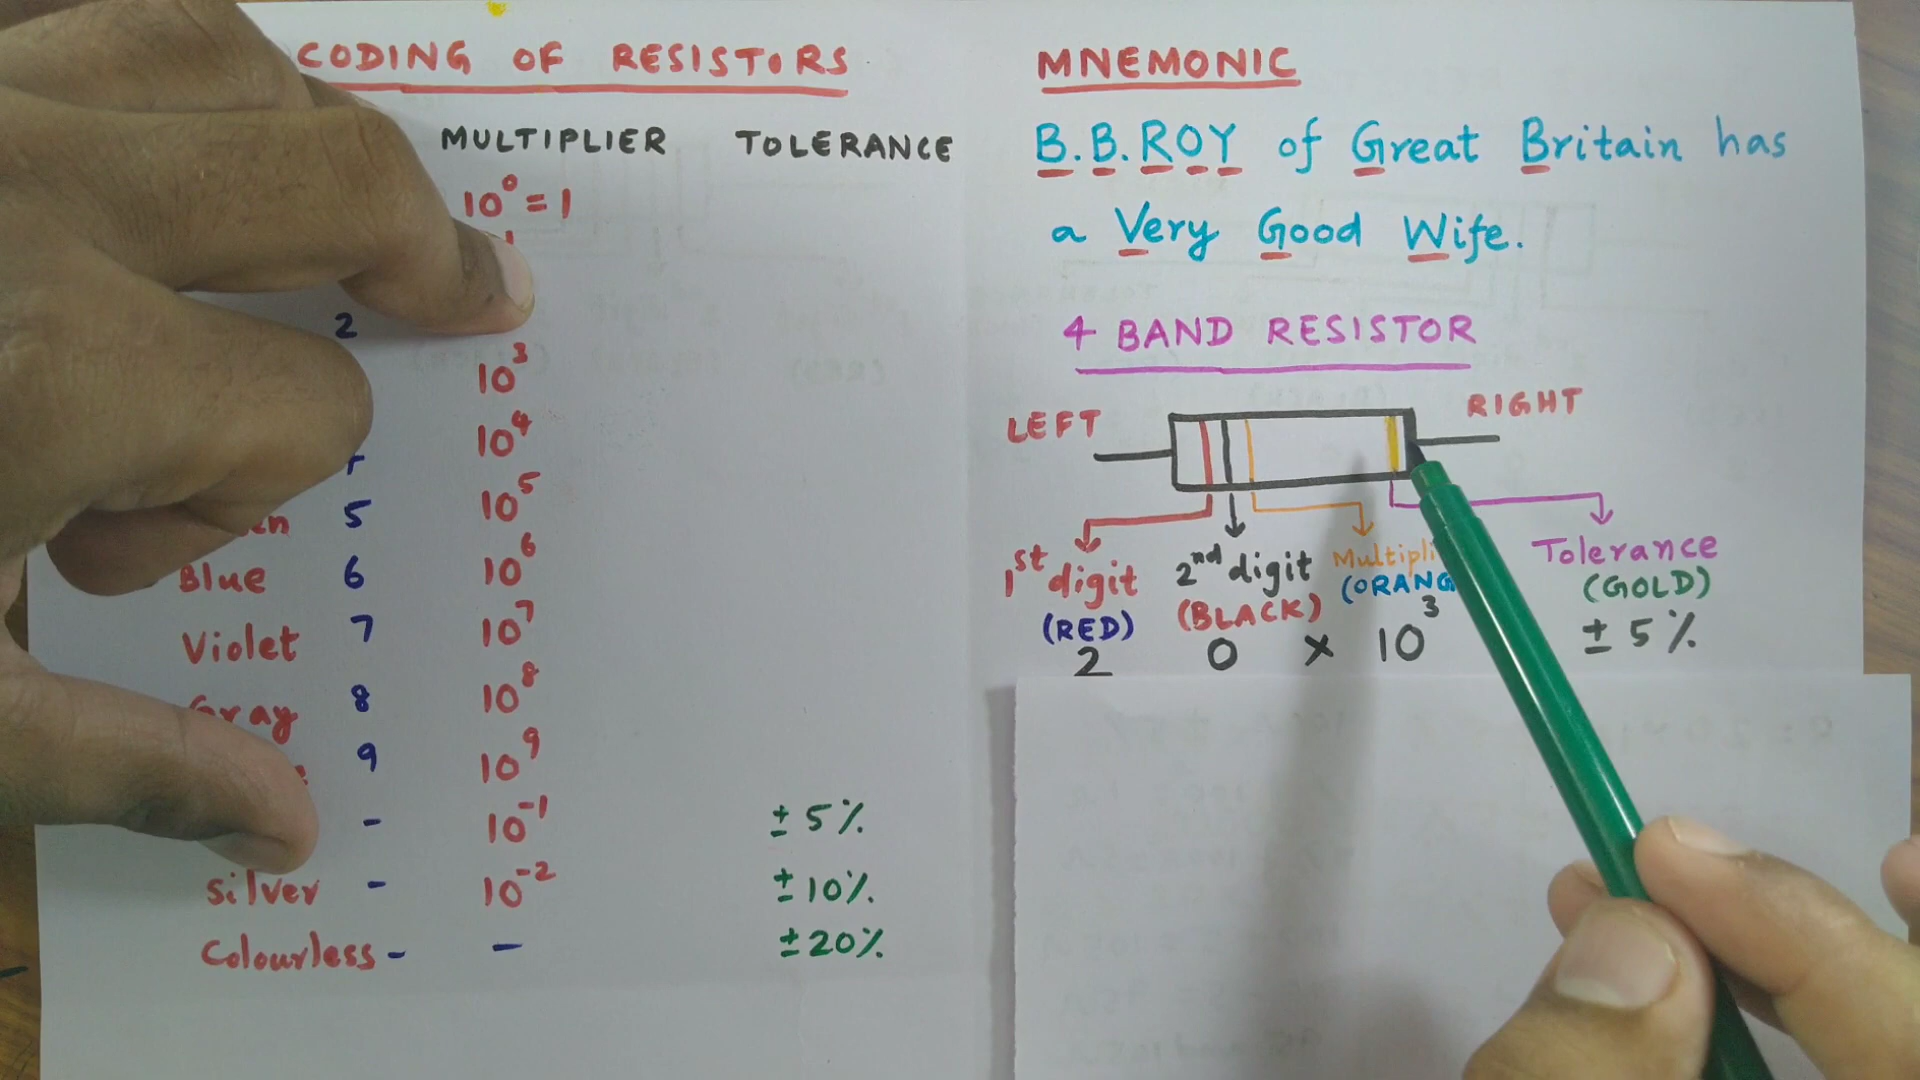 CODING OF RESISTORS
MULTIPLIER TOLERANCE
10⁰ = 1
2
10³
10⁴
5 10⁵
Blue 6 10⁶
Violet 7 10⁷
Gray 8 10⁸
9 10⁹
- 10⁻¹ ± 5%
Silver - 10⁻² ± 10%
Colourless - - ± 20%
MNEMONIC
B.B.ROY of Great Britain has
a Very Good Wife.
4 BAND RESISTOR
LEFT RIGHT
1st digit 2nd digit Multipli Tolerance
(RED) (BLACK) (ORANG (GOLD)
2 0 × 10³ ± 5%